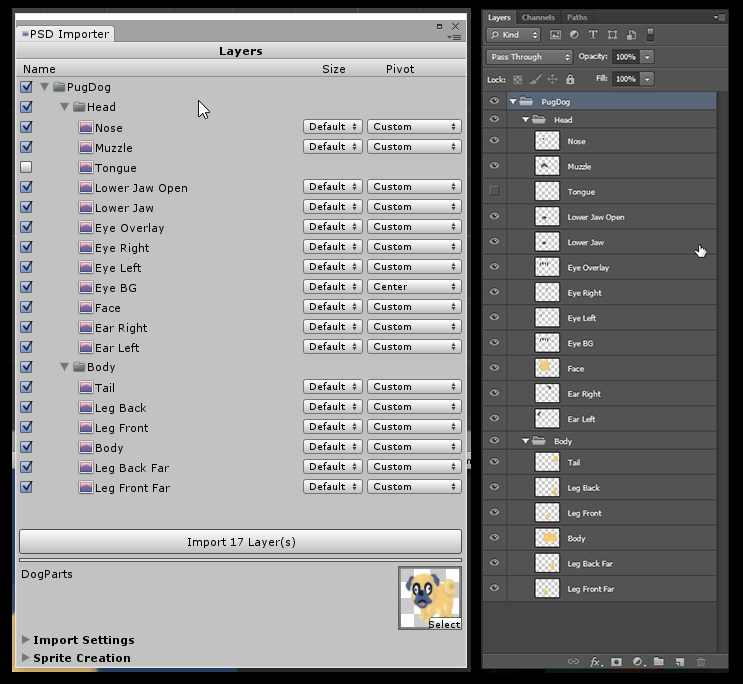 PSD Importer
Layers
Name Size Pivot
PugDog
Head
Nose Default Custom
Muzzle Default Custom
Tongue
Lower Jaw Open Default Custom
Lower Jaw Default Custom
Eye Overlay Default Custom
Eye Right Default Custom
Eye Left Default Custom
Eye BG Default Center
Face Default Custom
Ear Right Default Custom
Ear Left Default Custom
Body
Tail Default Custom
Leg Back Default Custom
Leg Front Default Custom
Body Default Custom
Leg Back Far Default Custom
Leg Front Far Default Custom
Import 17 Layer(s)
DogParts
Select
Import Settings
Sprite Creation
Layers Channels Paths
Kind
Pass Through Opacity: 100%
Lock: Fill: 100%
PugDog
Head
Nose
Muzzle
Tongue
Lower Jaw Open
Lower Jaw
Eye Overlay
Eye Right
Eye Left
Eye BG
Face
Ear Right
Ear Left
Body
Tail
Leg Back
Leg Front
Body
Leg Back Far
Leg Front Far
fx